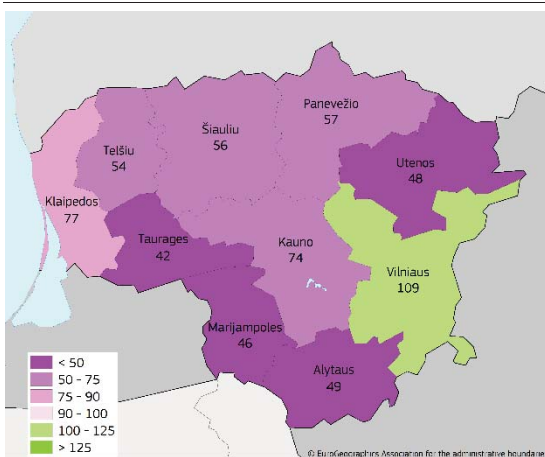 Panevežio
57
Šiauliu
56
Telšiu
54
Utenos
48
Klaipedos
77
Taurages
42
Kauno
74
Vilniaus
109
Marijampoles
46
Alytaus
49
< 50
50 - 75
75 - 90
90 - 100
100 - 125
> 125
© EuroGeographics Association for the administrative boundarie